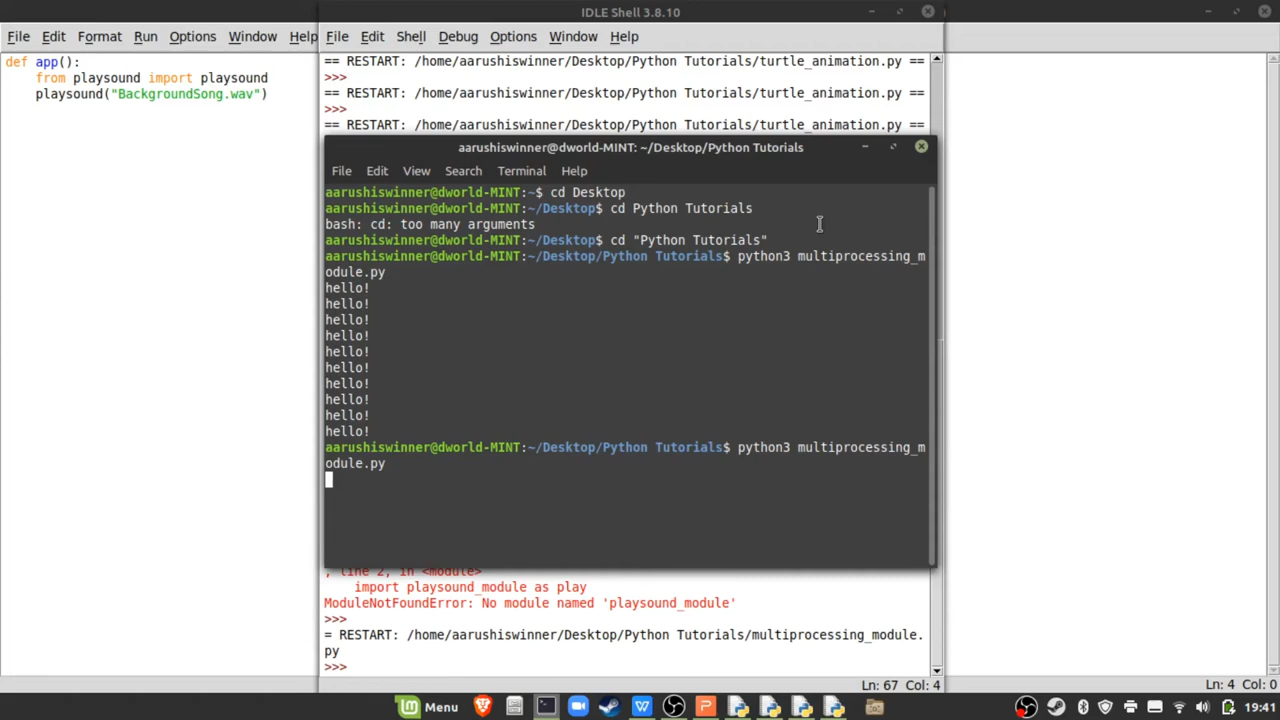 IDLE Shell 3.8.10
File Edit Format Run Options Window Help
File Edit Shell Debug Options Window Help
def app():
    from playsound import playsound
    playsound("BackgroundSong.wav")
== RESTART: /home/aarushiswinner/Desktop/Python Tutorials/turtle_animation.py ==
>>>
== RESTART: /home/aarushiswinner/Desktop/Python Tutorials/turtle_animation.py ==
>>>
== RESTART: /home/aarushiswinner/Desktop/Python Tutorials/turtle_animation.py ==
aarushiswinner@dworld-MINT: ~/Desktop/Python Tutorials
File Edit View Search Terminal Help
aarushiswinner@dworld-MINT:~$ cd Desktop
aarushiswinner@dworld-MINT:~/Desktop$ cd Python Tutorials
bash: cd: too many arguments
aarushiswinner@dworld-MINT:~/Desktop$ cd "Python Tutorials"
aarushiswinner@dworld-MINT:~/Desktop/Python Tutorials$ python3 multiprocessing_m
odule.py
hello!
hello!
hello!
hello!
hello!
hello!
hello!
hello!
hello!
hello!
aarushiswinner@dworld-MINT:~/Desktop/Python Tutorials$ python3 multiprocessing_m
odule.py
, line 2, in <module>
    import playsound_module as play
ModuleNotFoundError: No module named 'playsound_module'
>>>
= RESTART: /home/aarushiswinner/Desktop/Python Tutorials/multiprocessing_module.
py
>>>
Ln: 67 Col: 4
Ln: 4 Col: 0
Menu
19:41